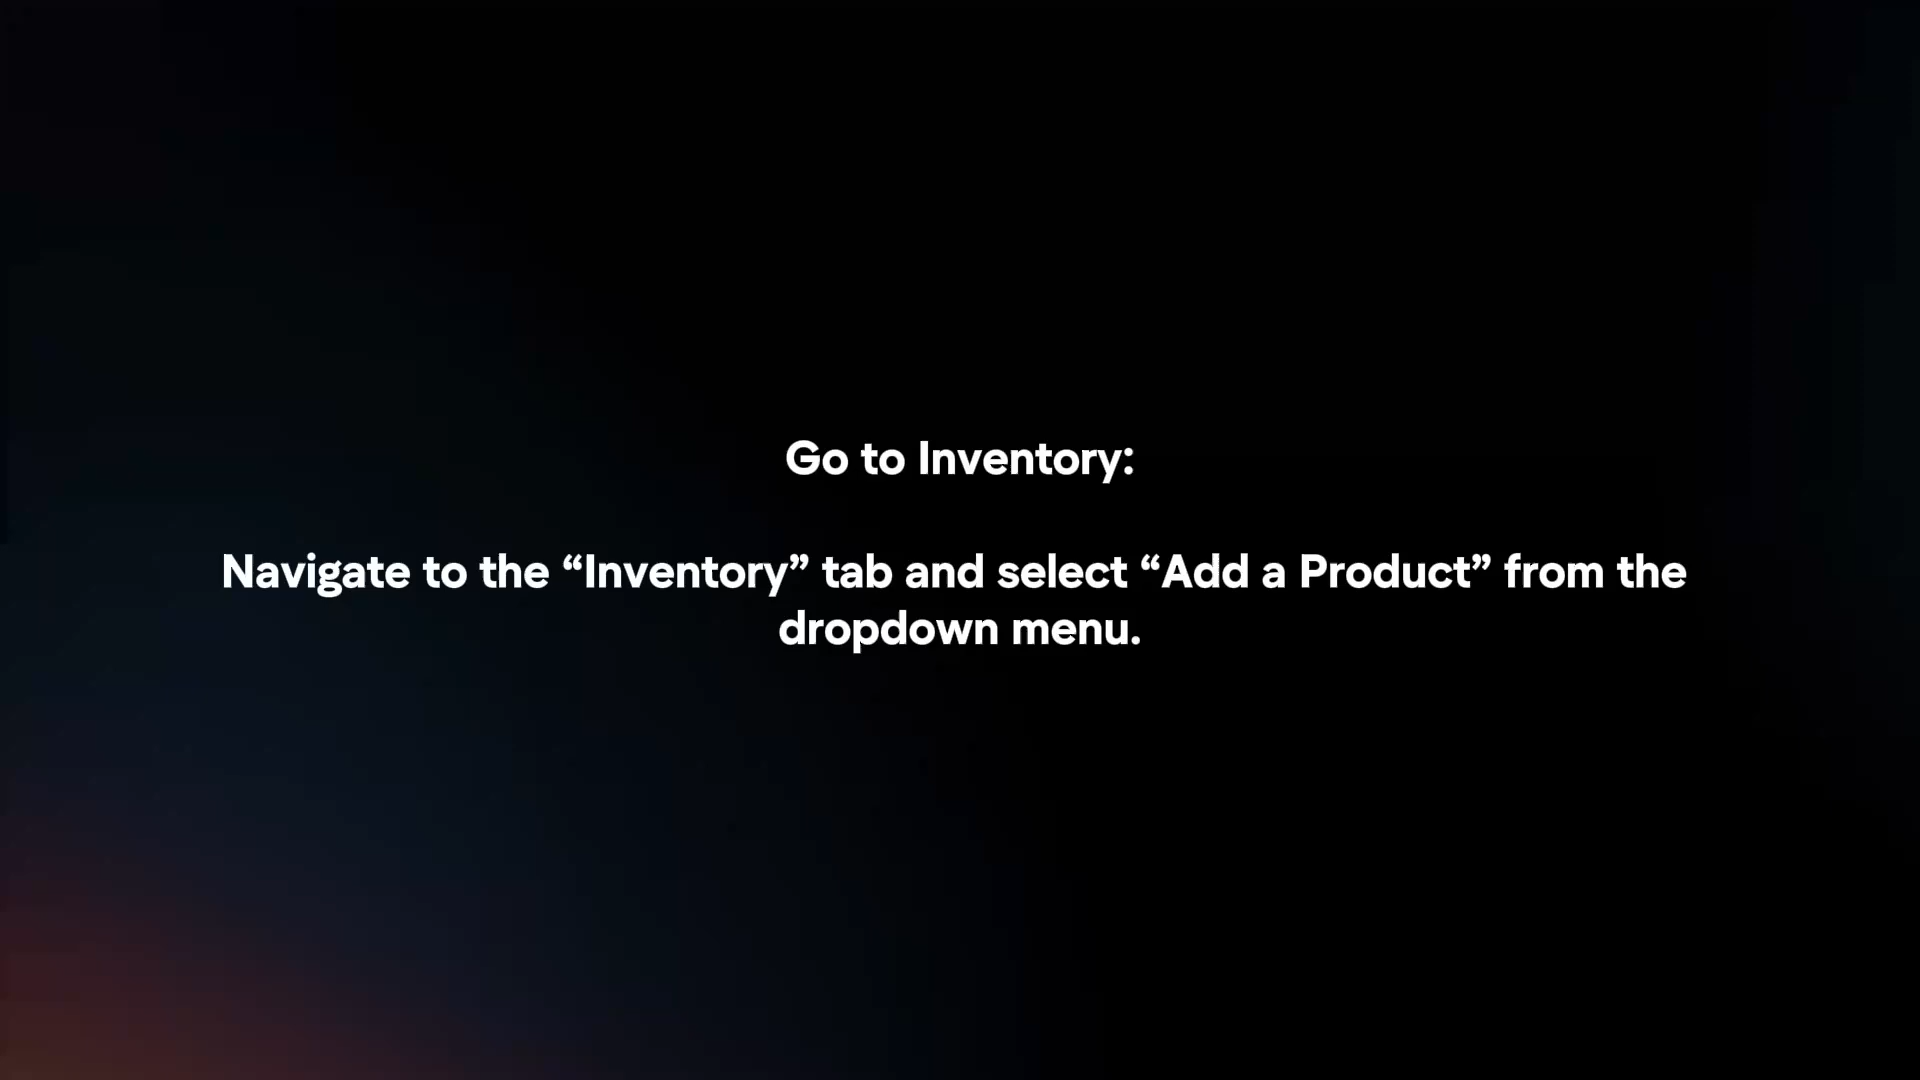 Go to Inventory:
Navigate to the “Inventory” tab and select “Add a Product” from the
dropdown menu.